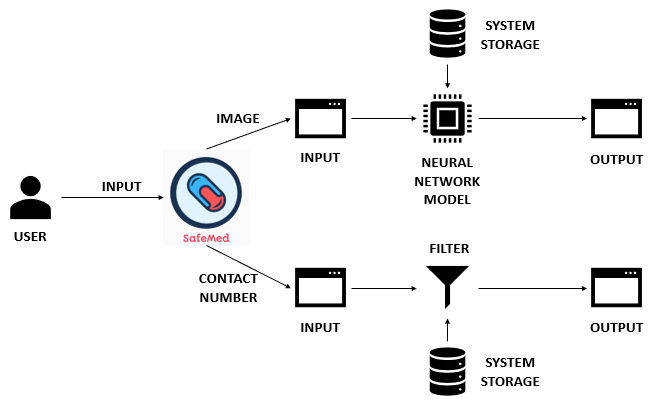 SYSTEM
STORAGE
IMAGE
INPUT
NEURAL
NETWORK
MODEL
OUTPUT
INPUT
USER
SafeMed
CONTACT
NUMBER
FILTER
INPUT
OUTPUT
SYSTEM
STORAGE